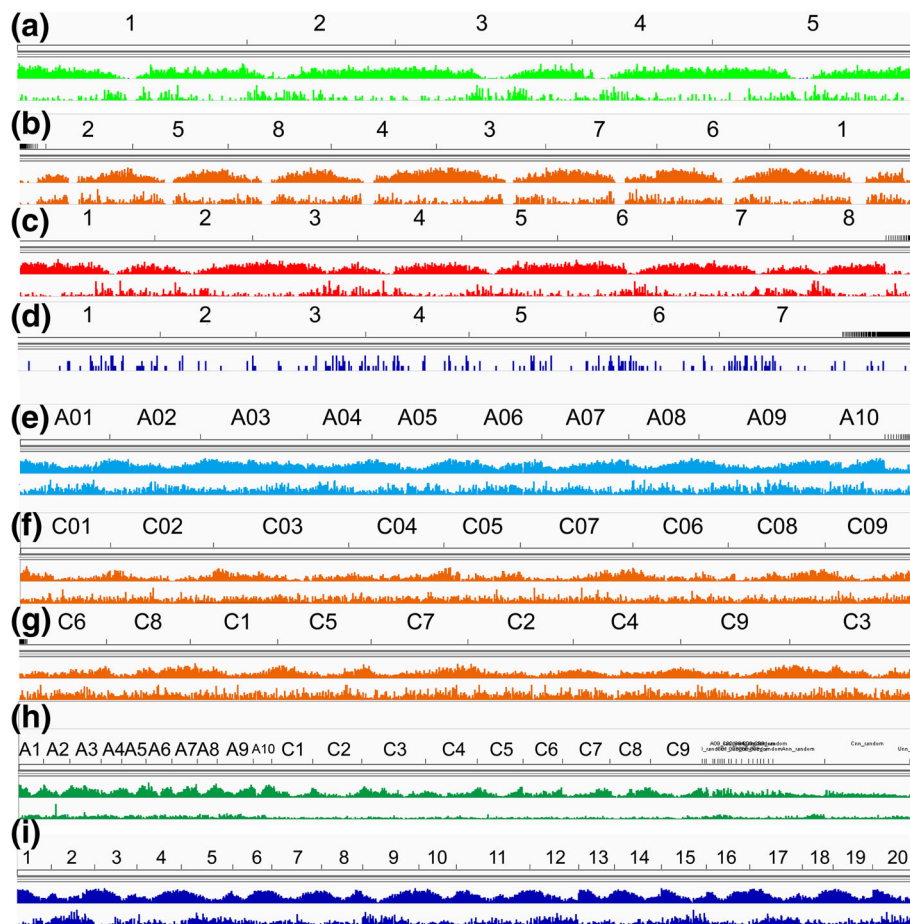 (a) 1 2 3 4 5
(b) 2 5 8 4 3 7 6 1
(c) 1 2 3 4 5 6 7 8
(d) 1 2 3 4 5 6 7
(e) A01 A02 A03 A04 A05 A06 A07 A08 A09 A10
(f) C01 C02 C03 C04 C05 C07 C06 C08 C09
(g) C6 C8 C1 C5 C7 C2 C4 C9 C3
(h)
A1 A2 A3 A4 A5 A6 A7 A8 A9 A10 C1 C2 C3 C4 C5 C6 C7 C8 C9
Cnn_random
(i)
1 2 3 4 5 6 7 8 9 10 11 12 13 14 15 16 17 18 19 20